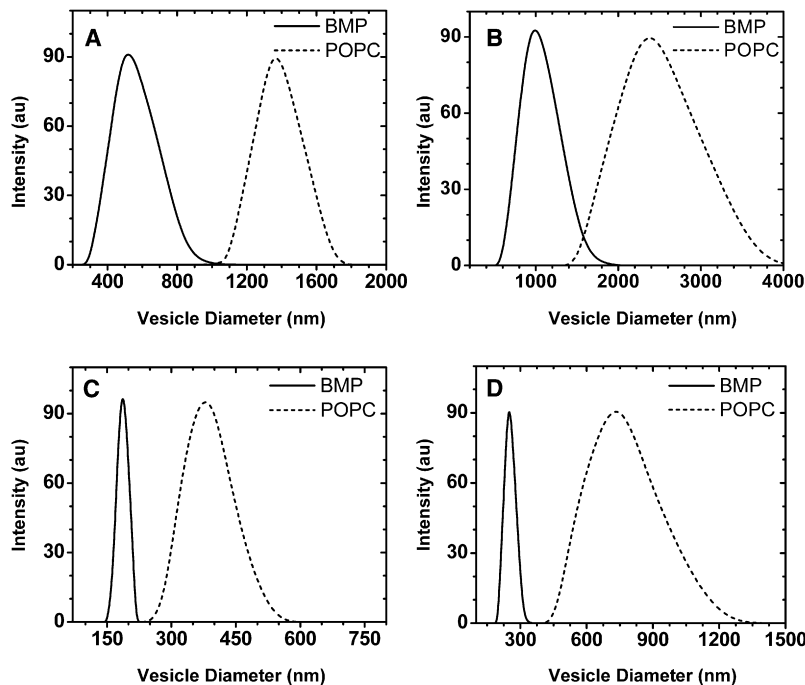 A
BMP
POPC
Intensity (au)
90
60
30
0
400
800
1200
1600
2000
Vesicle Diameter (nm)
B
BMP
POPC
Intensity (au)
90
60
30
0
1000
2000
3000
4000
Vesicle Diameter (nm)
C
BMP
POPC
Intensity (au)
90
60
30
0
150
300
450
600
750
Vesicle Diameter (nm)
D
BMP
POPC
Intensity (au)
90
60
30
0
300
600
900
1200
1500
Vesicle Diameter (nm)